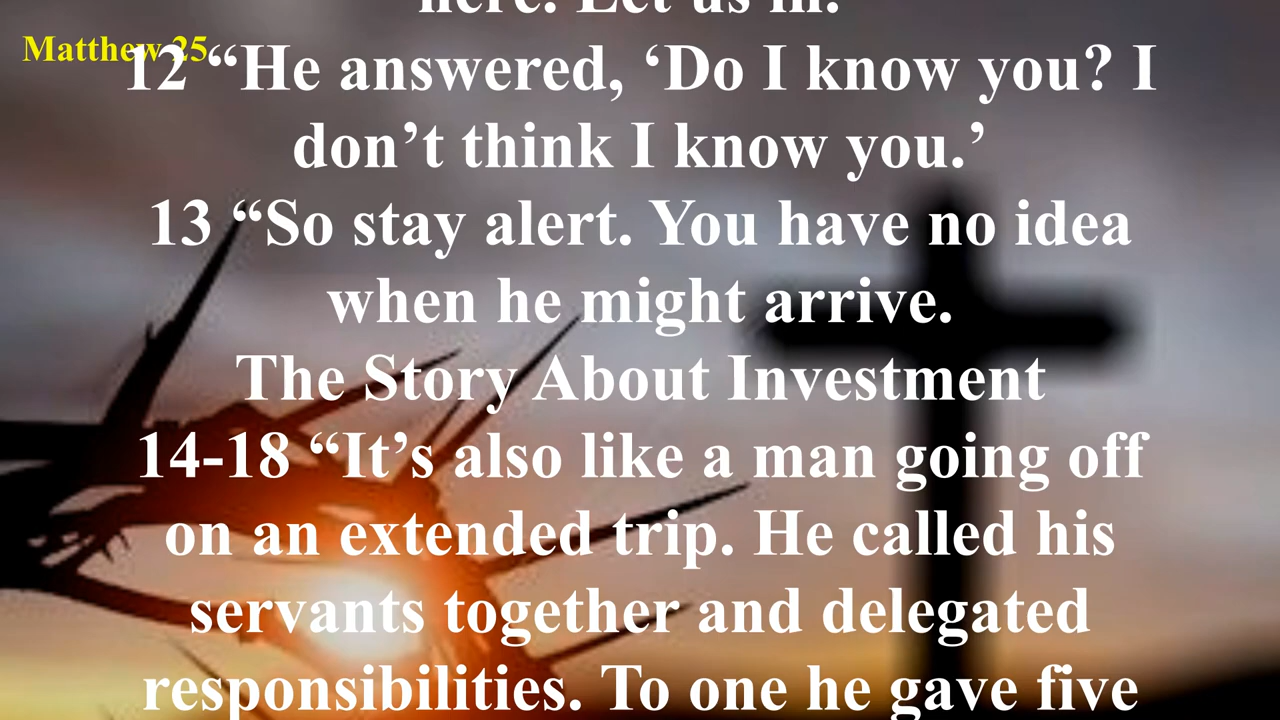 here. Let us in.’
Matthew 25
12 “He answered, ‘Do I know you? I
don’t think I know you.’
13 “So stay alert. You have no idea
when he might arrive.
The Story About Investment
14-18 “It’s also like a man going off
on an extended trip. He called his
servants together and delegated
responsibilities. To one he gave five